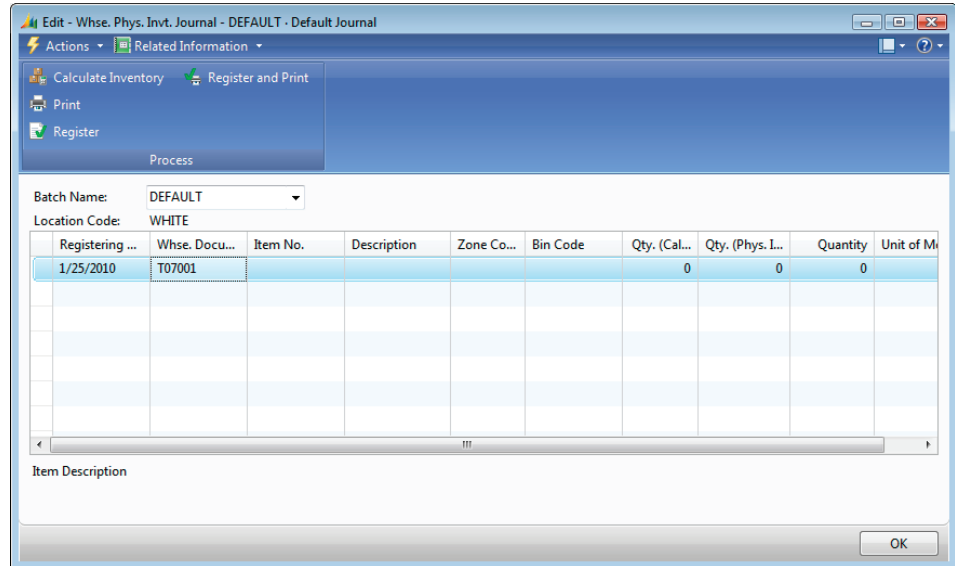 Edit - Whse. Phys. Invt. Journal - DEFAULT · Default Journal
Actions Related Information
Calculate Inventory Register and Print
Print
Register
Process
Batch Name: DEFAULT
Location Code: WHITE
Registering ... Whse. Docu... Item No. Description Zone Co... Bin Code Qty. (Cal... Qty. (Phys. I... Quantity Unit of Me
1/25/2010 T07001 0 0 0
Item Description
OK